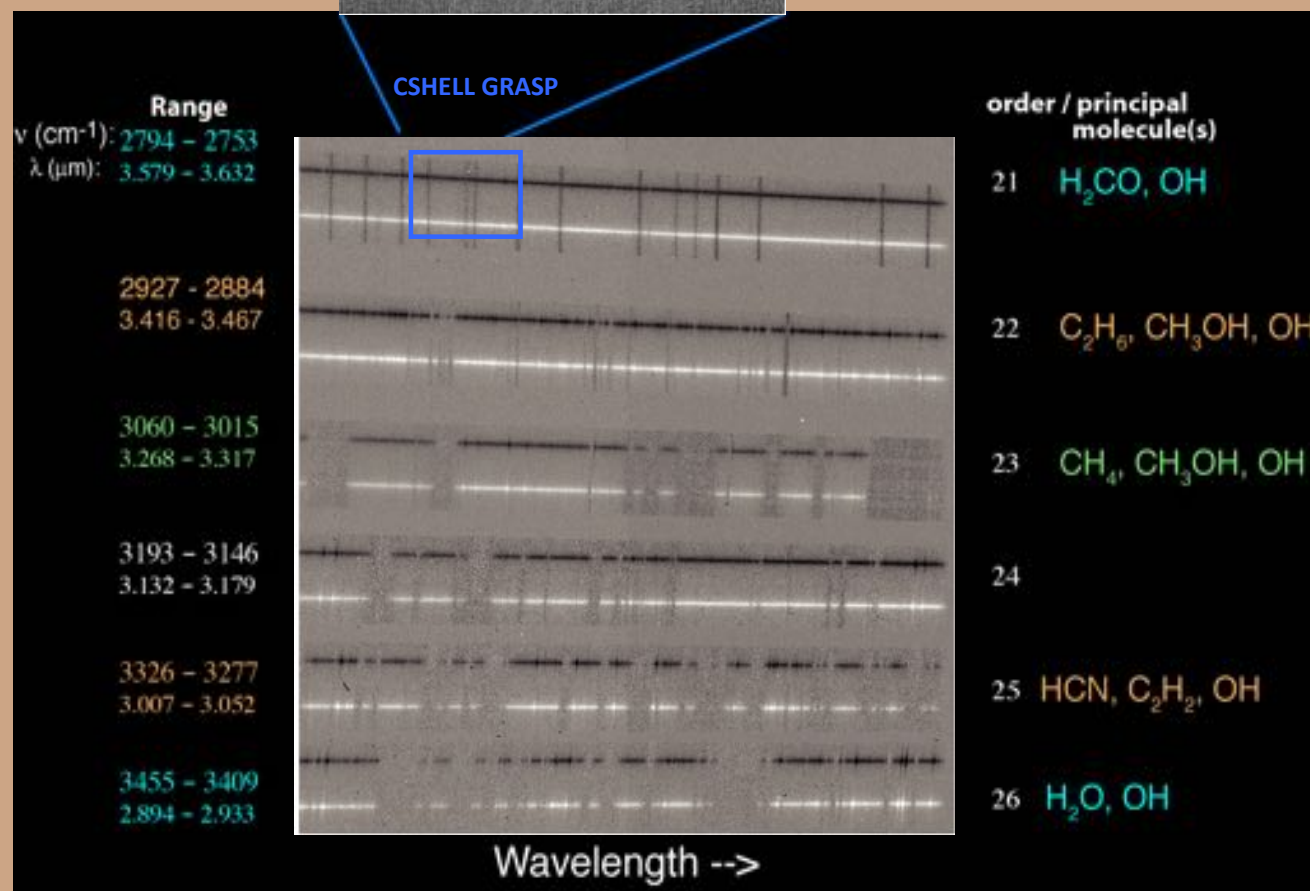 CSHELL GRASP
Range
ν (cm-1): 2794 – 2753
λ (μm): 3.579 – 3.632
order / principal
molecule(s)
21 H2CO, OH
2927 - 2884
3.416 - 3.467
22 C2H6, CH3OH, OH
3060 – 3015
3.268 – 3.317
23 CH4, CH3OH, OH
3193 – 3146
3.132 – 3.179
24
3326 – 3277
3.007 – 3.052
25 HCN, C2H2, OH
3455 – 3409
2.894 – 2.933
26 H2O, OH
Wavelength -->